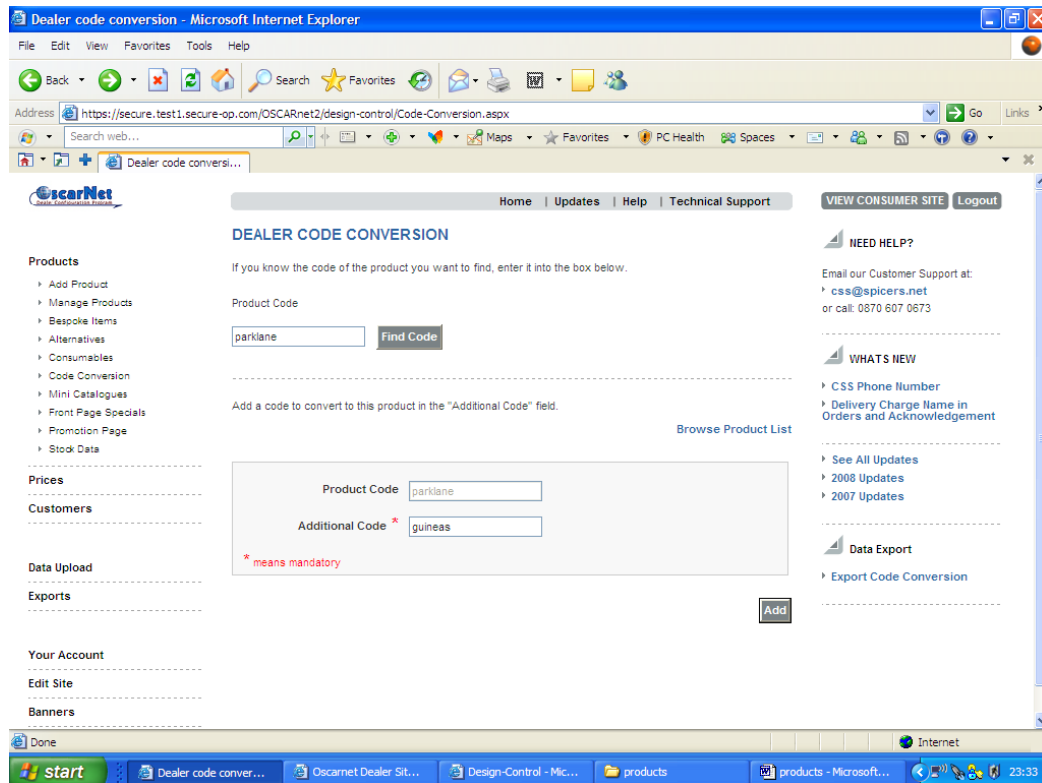 Dealer code conversion - Microsoft Internet Explorer
File Edit View Favorites Tools Help
Back Search Favorites
Address https://secure.test1.secure-op.com/OSCARnet2/design-control/Code-Conversion.aspx Go Links
Search web... Maps Favorites PC Health Spaces
Dealer code conversi...
OscarNet
Home | Updates | Help | Technical Support
VIEW CONSUMER SITE Logout
Products
Add Product
Manage Products
Bespoke Items
Alternatives
Consumables
Code Conversion
Mini Catalogues
Front Page Specials
Promotion Page
Stock Data
Prices
Customers
Data Upload
Exports
Your Account
Edit Site
Banners
DEALER CODE CONVERSION
If you know the code of the product you want to find, enter it into the box below.
Product Code
parklane Find Code
Add a code to convert to this product in the "Additional Code" field.
Browse Product List
Product Code parklane
Additional Code * guineas
* means mandatory
Add
NEED HELP?
Email our Customer Support at:
css@spicers.net
or call: 0870 607 0673
WHATS NEW
CSS Phone Number
Delivery Charge Name in
Orders and Acknowledgement
See All Updates
2008 Updates
2007 Updates
Data Export
Export Code Conversion
Done Internet
start Dealer code conver... Oscarnet Dealer Sit... Design-Control - Mic... products products - Microsoft... 23:33